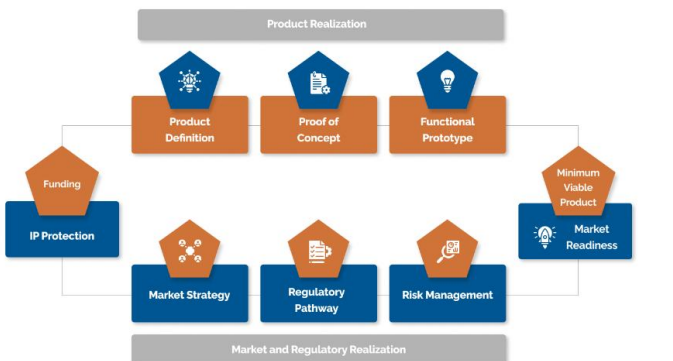 Product Realization
Product
Definition
Proof of
Concept
Functional
Prototype
Funding
IP Protection
Minimum
Viable
Product
Market
Readiness
Market Strategy
Regulatory
Pathway
Risk Management
Market and Regulatory Realization